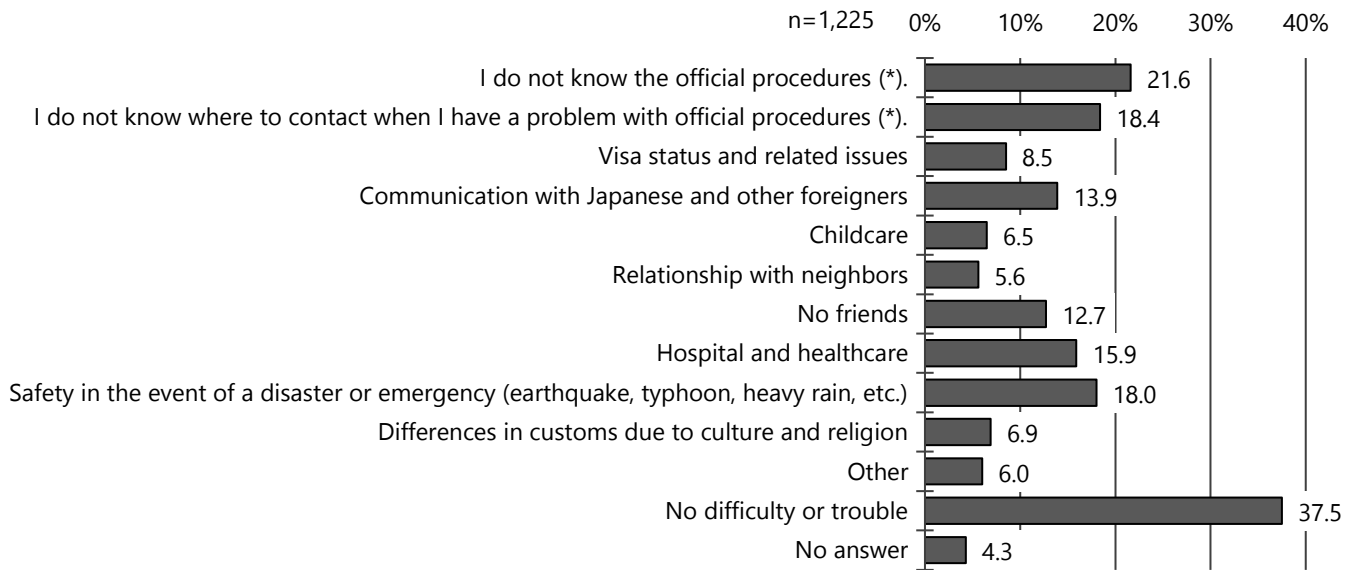 n=1,225 0% 10% 20% 30% 40%
I do not know the official procedures (*). 21.6
I do not know where to contact when I have a problem with official procedures (*). 18.4
Visa status and related issues 8.5
Communication with Japanese and other foreigners 13.9
Childcare 6.5
Relationship with neighbors 5.6
No friends 12.7
Hospital and healthcare 15.9
Safety in the event of a disaster or emergency (earthquake, typhoon, heavy rain, etc.) 18.0
Differences in customs due to culture and religion 6.9
Other 6.0
No difficulty or trouble 37.5
No answer 4.3